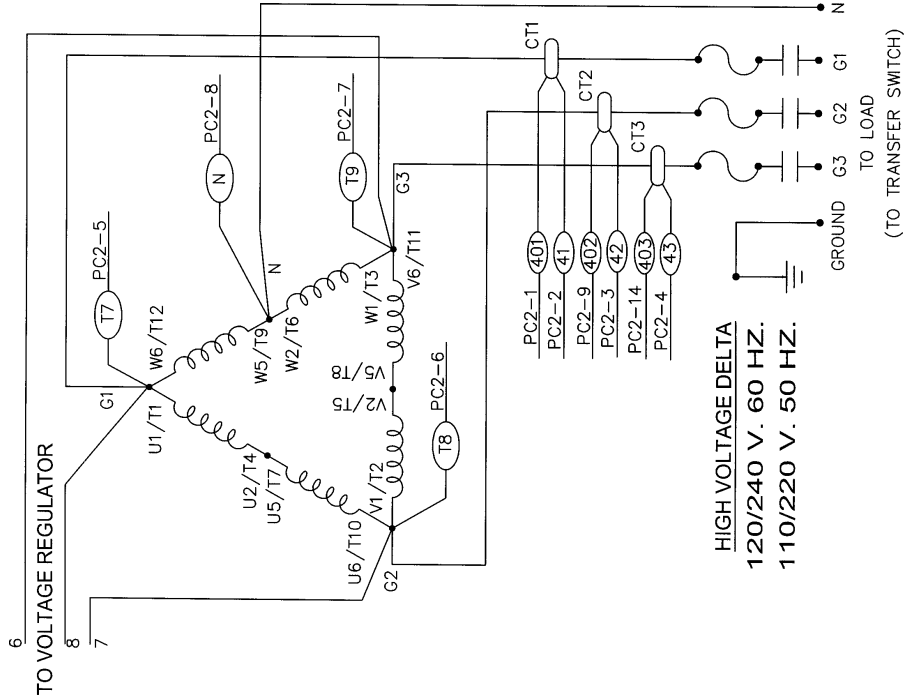 6
TO VOLTAGE REGULATOR
8
7
G1
T7
PC2-5
U1/T1
W6/T12
N
PC2-8
W5/T9
W2/T6
N
T9
PC2-7
U2/T4
U5/T7
W1/T3
V6/T11
G3
U6/T10
V1/T2
V2/T5
V5/T8
G2
T8
PC2-6
CT1
CT2
CT3
PC2-1
401
PC2-2
41
PC2-9
402
PC2-3
42
PC2-14
403
PC2-4
43
N
G1
G2
G3
GROUND
TO LOAD
(TO TRANSFER SWITCH)
HIGH VOLTAGE DELTA
120/240 V. 60 HZ.
110/220 V. 50 HZ.